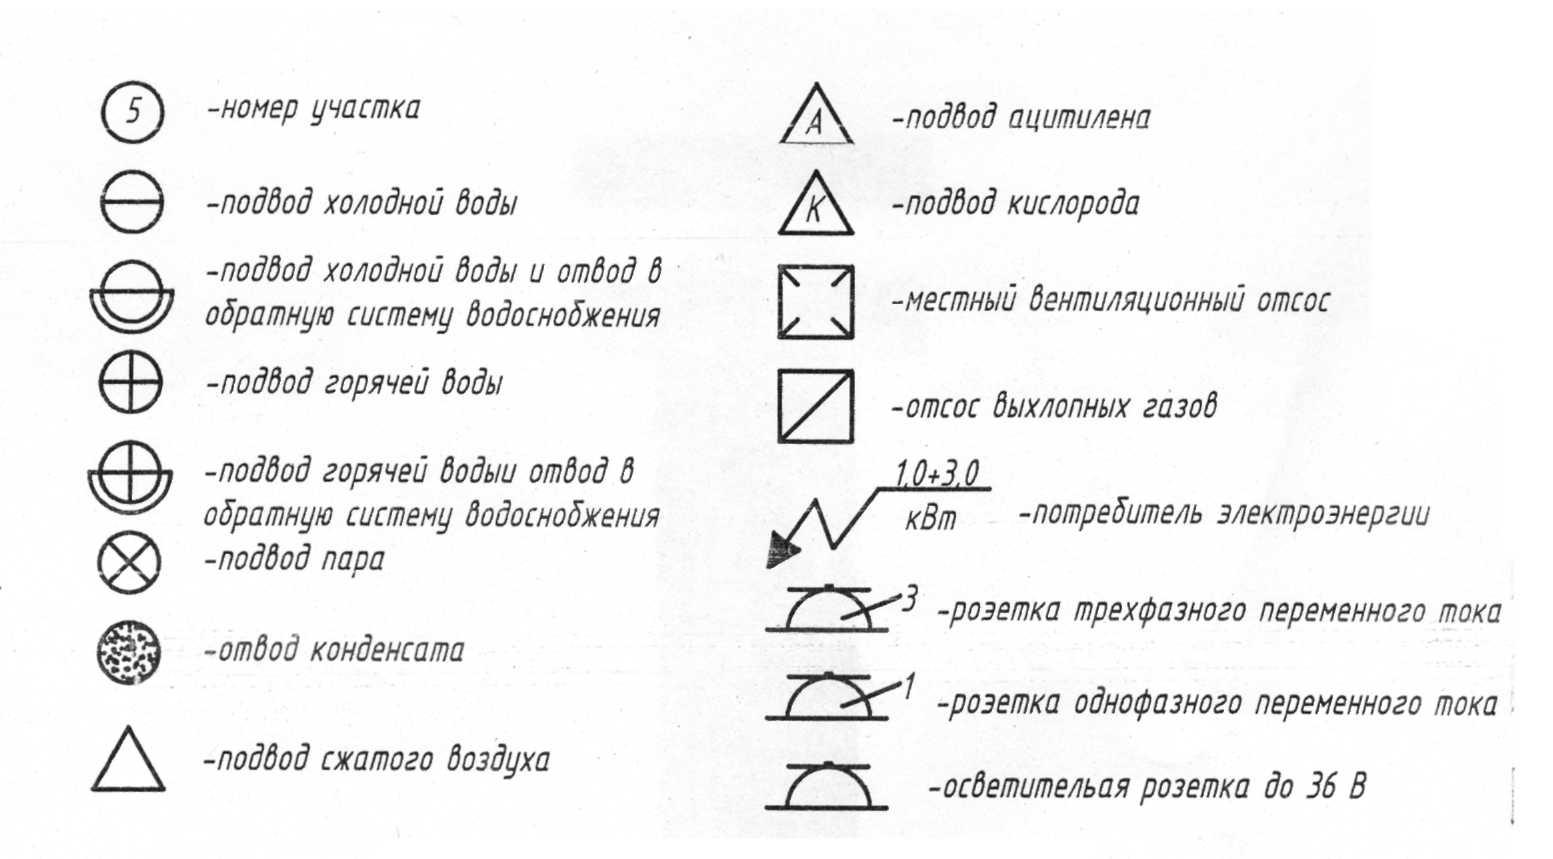 5 -номер участка
-подвод холодной воды
-подвод холодной воды и отвод в
обратную систему водоснобжения
-подвод горячей воды
-подвод горячей водыи отвод в
обратную систему водоснобжения
-подвод пара
-отвод конденсата
-подвод сжатого воздуха
А -подвод ацитилена
К -подвод кислорода
-местный вентиляционный отсос
-отсос выхлопных газов
1,0+3,0
кВт -потребитель электроэнергии
3 -розетка трехфазного переменного тока
1 -розетка однофазного переменного тока
-осветительая розетка до 36 В